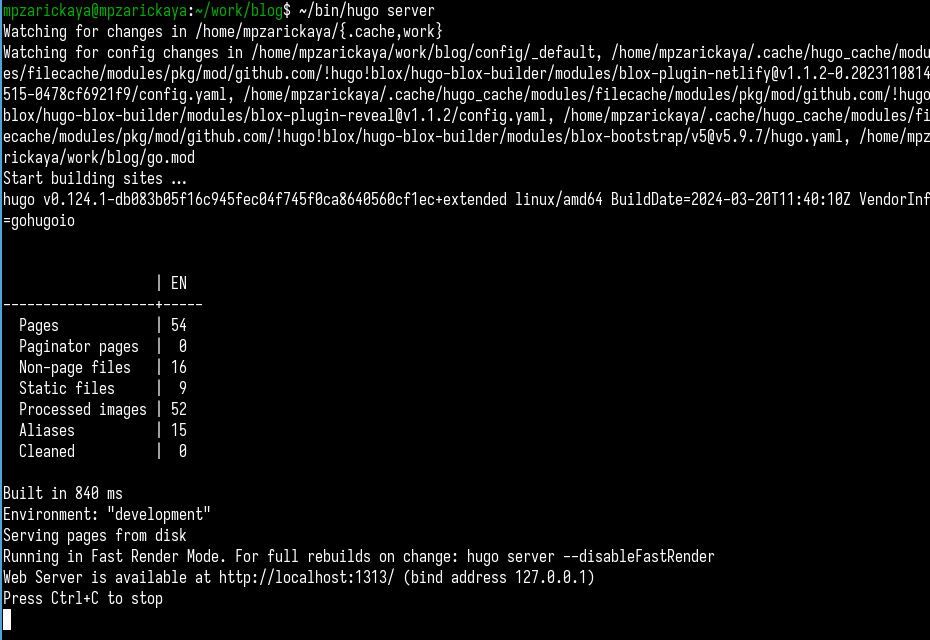 mpzarickaya@mpzarickaya:~/work/blog$ ~/bin/hugo server
Watching for changes in /home/mpzarickaya/{.cache,work}
Watching for config changes in /home/mpzarickaya/work/blog/config/_default, /home/mpzarickaya/.cache/hugo_cache/modu
es/filecache/modules/pkg/mod/github.com/!hugo!blox/hugo-blox-builder/modules/blox-plugin-netlify@v1.1.2-0.2023110814
515-0478cf6921f9/config.yaml, /home/mpzarickaya/.cache/hugo_cache/modules/filecache/modules/pkg/mod/github.com/!hugo
blox/hugo-blox-builder/modules/blox-plugin-reveal@v1.1.2/config.yaml, /home/mpzarickaya/.cache/hugo_cache/modules/fi
ecache/modules/pkg/mod/github.com/!hugo!blox/hugo-blox-builder/modules/blox-bootstrap/v5@v5.9.7/hugo.yaml, /home/mpz
rickaya/work/blog/go.mod
Start building sites …
hugo v0.124.1-db083b05f16c945fec04f745f0ca8640560cf1ec+extended linux/amd64 BuildDate=2024-03-20T11:40:10Z VendorInf
=gohugoio
                   | EN
-------------------+-----
  Pages            | 54
  Paginator pages  |  0
  Non-page files   | 16
  Static files     |  9
  Processed images | 52
  Aliases          | 15
  Cleaned          |  0
Built in 840 ms
Environment: "development"
Serving pages from disk
Running in Fast Render Mode. For full rebuilds on change: hugo server --disableFastRender
Web Server is available at http://localhost:1313/ (bind address 127.0.0.1)
Press Ctrl+C to stop